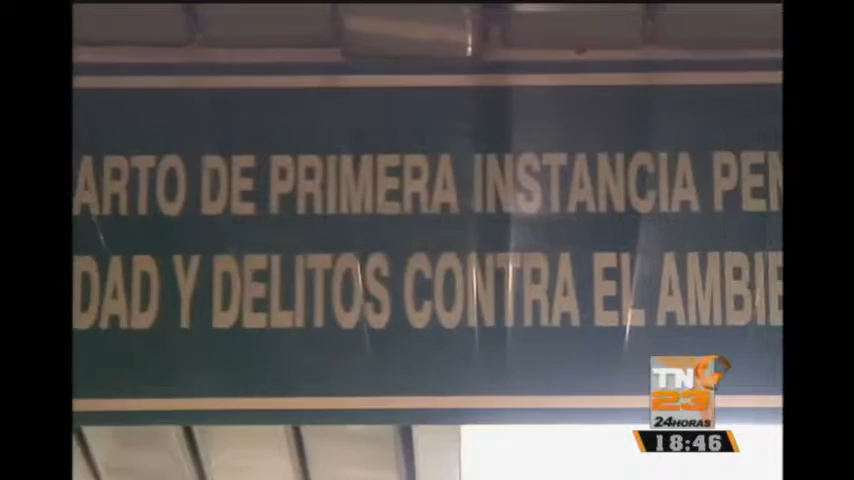 ARTO DE PRIMERA INSTANCIA PEN
DAD Y DELITOS CONTRA EL AMBIE
TN
23
24HORAS
18:46